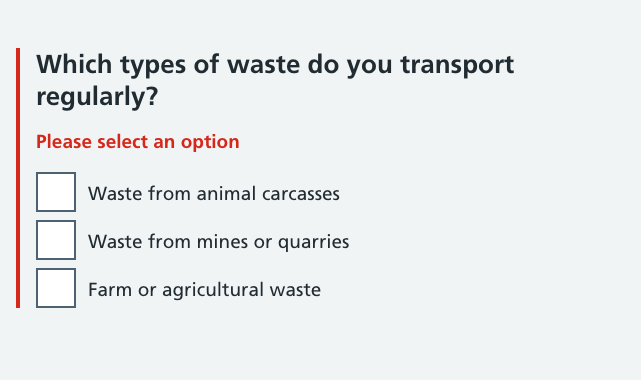 Which types of waste do you transport
regularly?
Please select an option
Waste from animal carcasses
Waste from mines or quarries
Farm or agricultural waste